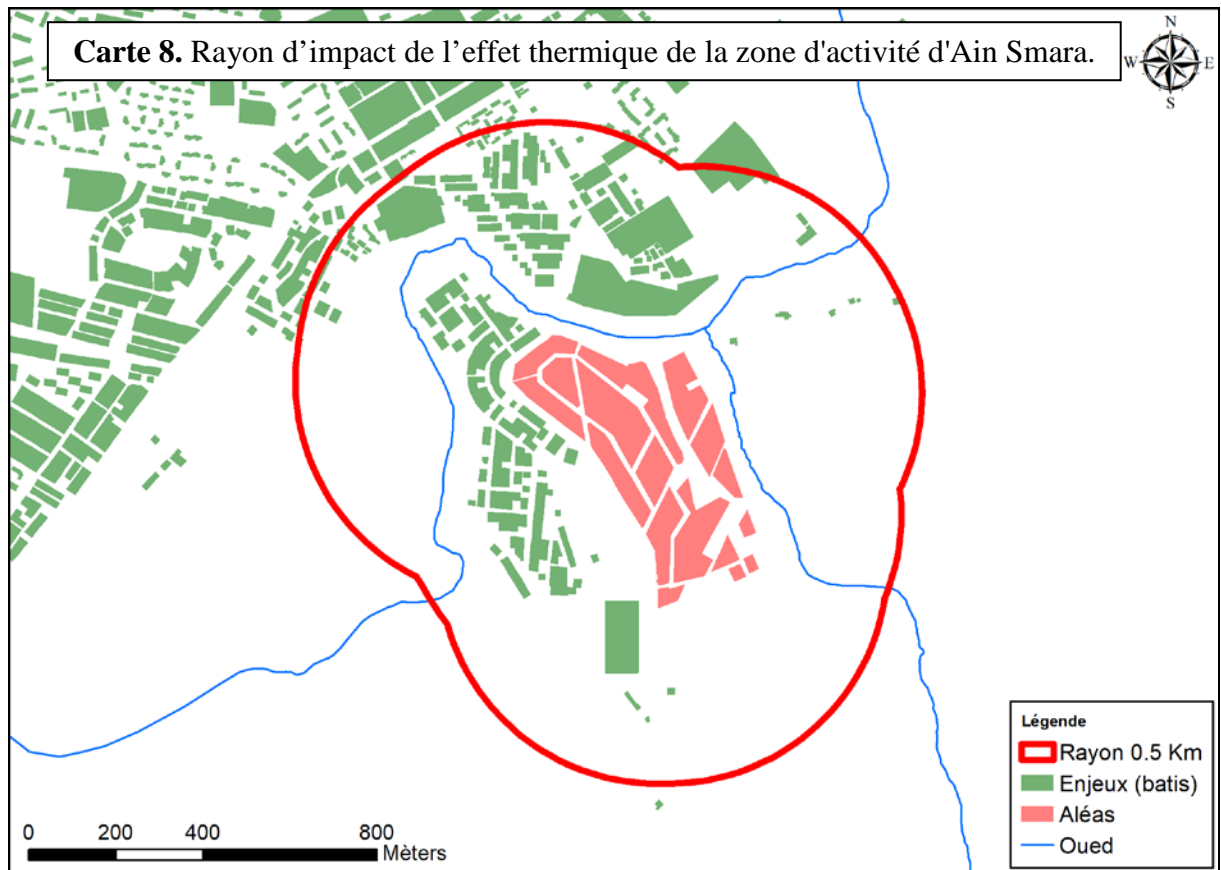 Carte 8. Rayon d’impact de l’effet thermique de la zone d'activité d'Ain Smara.
N
W E
S
Légende
Rayon 0.5 Km
Enjeux (batis)
Aléas
Oued
0 200 400 800
Mèters